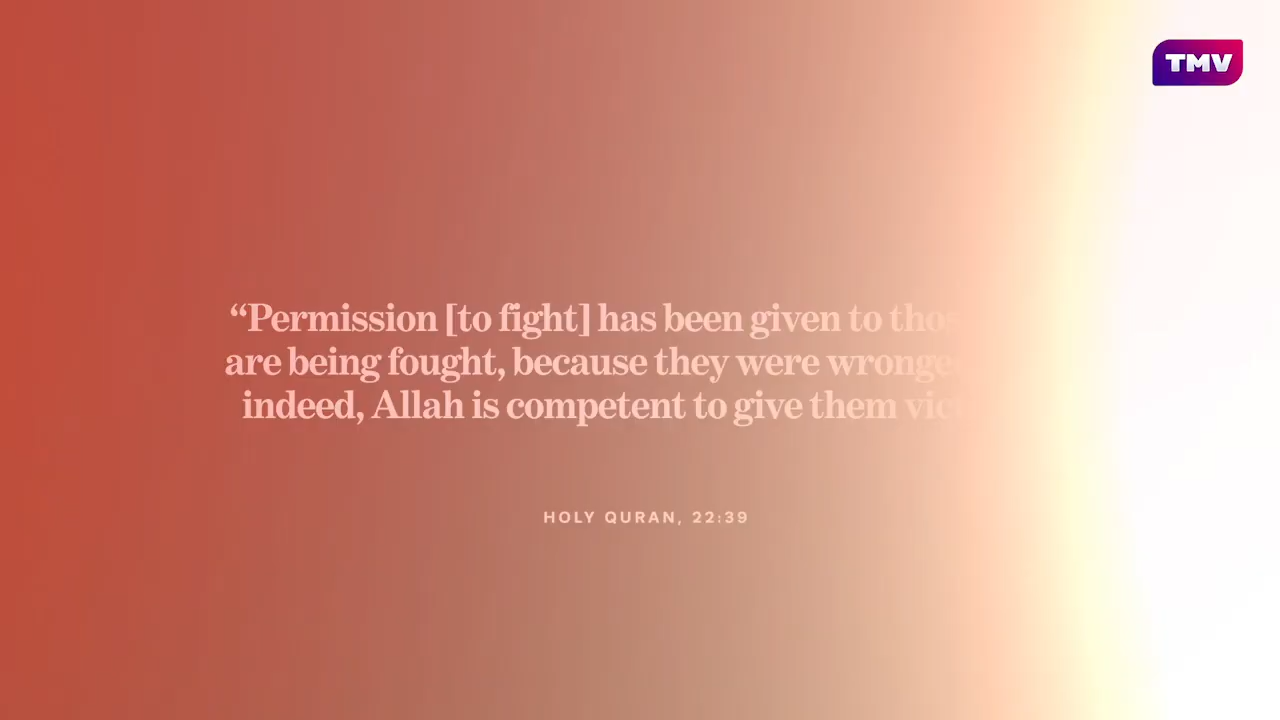 TMV
“Permission [to fight] has been given to those
are being fought, because they were wronged
indeed, Allah is competent to give them
HOLY QURAN, 22:39